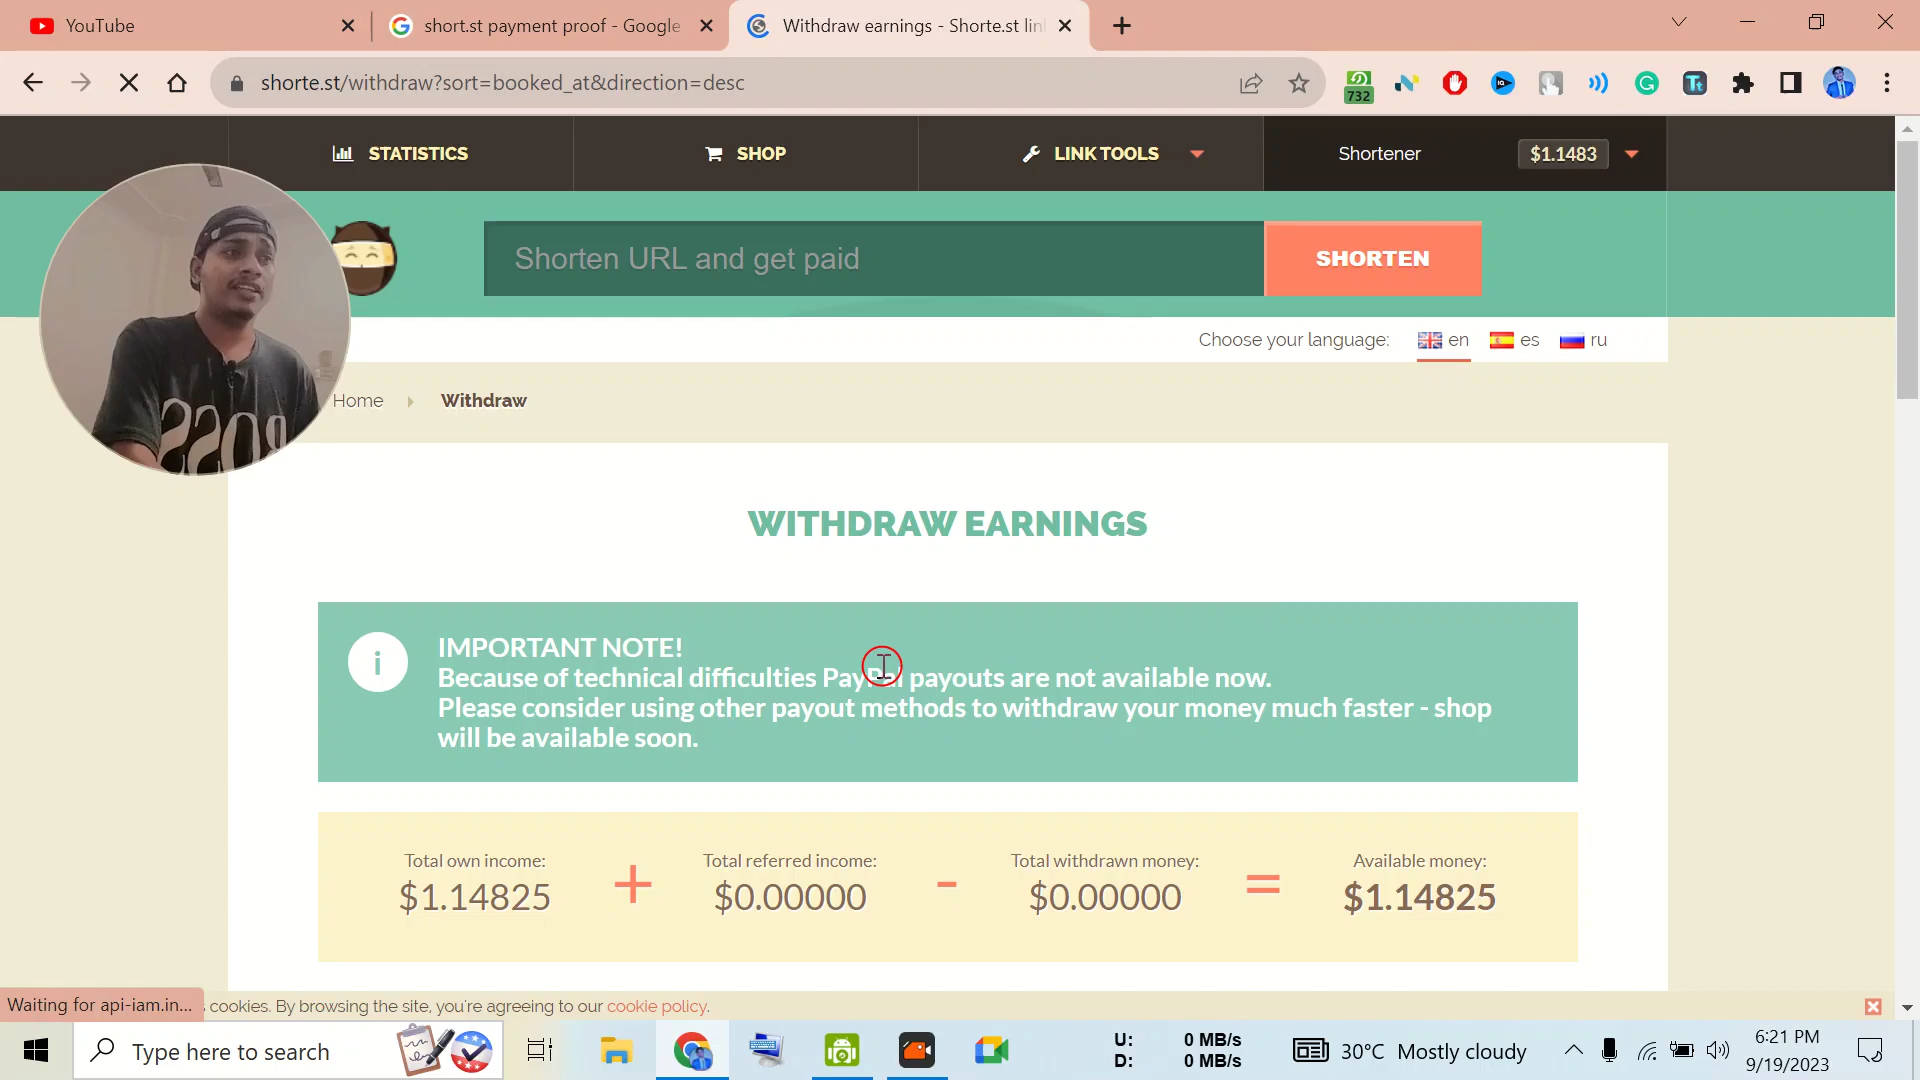 YouTube
short.st payment proof - Google
Withdraw earnings - Shorte.st lin
shorte.st/withdraw?sort=booked_at&direction=desc
732
STATISTICS
SHOP
LINK TOOLS
Shortener
$1.1483
Shorten URL and get paid
SHORTEN
Choose your language:
en
es
ru
Home
Withdraw
WITHDRAW EARNINGS
i
IMPORTANT NOTE!
Because of technical difficulties PayPal payouts are not available now.
Please consider using other payout methods to withdraw your money much faster - shop
will be available soon.
Total own income:
$1.14825
+
Total referred income:
$0.00000
-
Total withdrawn money:
$0.00000
=
Available money:
$1.14825
Waiting for api-iam.in...
cookies. By browsing the site, you're agreeing to our cookie policy.
Type here to search
U: 0 MB/s
D: 0 MB/s
30°C Mostly cloudy
6:21 PM
9/19/2023